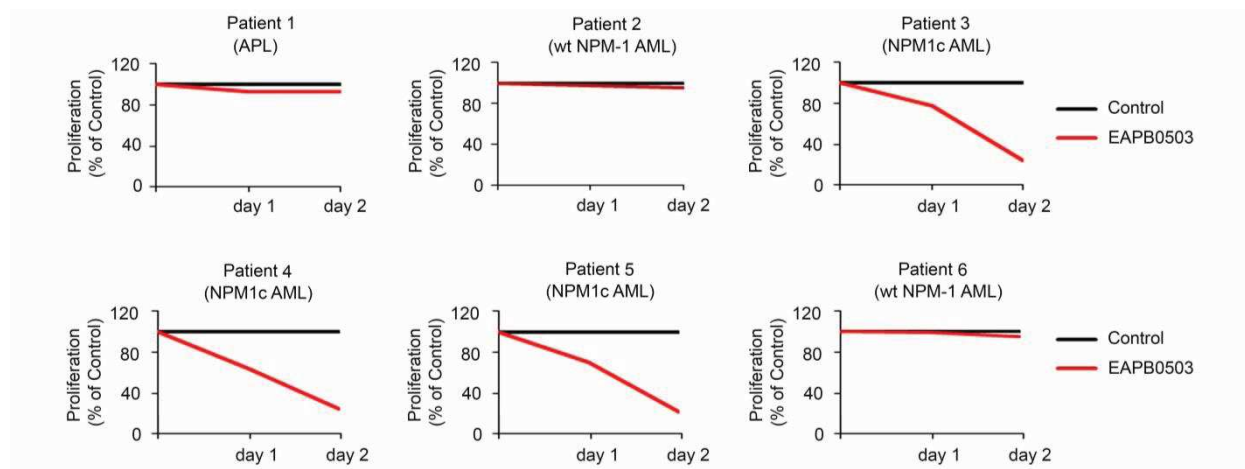 Patient 1
(APL)
Proliferation
(% of Control)
120
80
40
0
day 1 day 2
Patient 2
(wt NPM-1 AML)
Proliferation
(% of Control)
120
80
40
0
day 1 day 2
Patient 3
(NPM1c AML)
Proliferation
(% of Control)
120
80
40
0
day 1 day 2
Control
EAPB0503
Patient 4
(NPM1c AML)
Proliferation
(% of Control)
120
80
40
0
day 1 day 2
Patient 5
(NPM1c AML)
Proliferation
(% of Control)
120
80
40
0
day 1 day 2
Patient 6
(wt NPM-1 AML)
Proliferation
(% of Control)
120
80
40
0
day 1 day 2
Control
EAPB0503